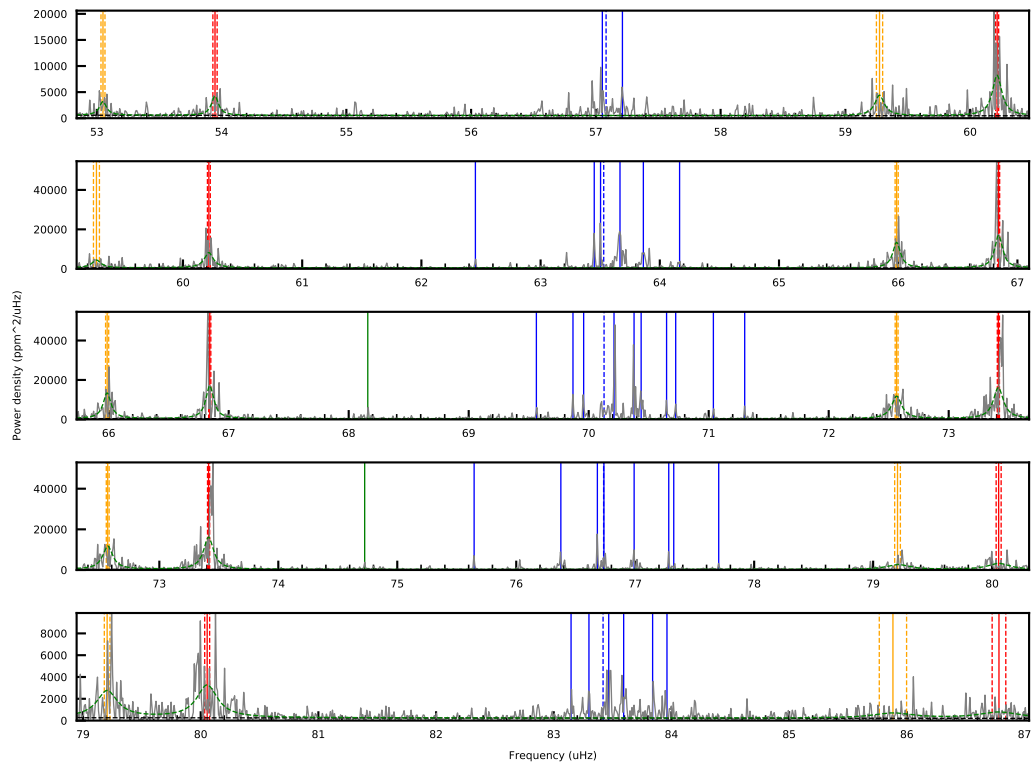 20000
15000
10000
5000
0
53 54 55 56 57 58 59 60
40000
20000
0
60 61 62 63 64 65 66 67
40000
20000
0
66 67 68 69 70 71 72 73
Power density (ppm^2/uHz)
40000
20000
0
73 74 75 76 77 78 79 80
8000
6000
4000
2000
0
79 80 81 82 83 84 85 86 87
Frequency (uHz)